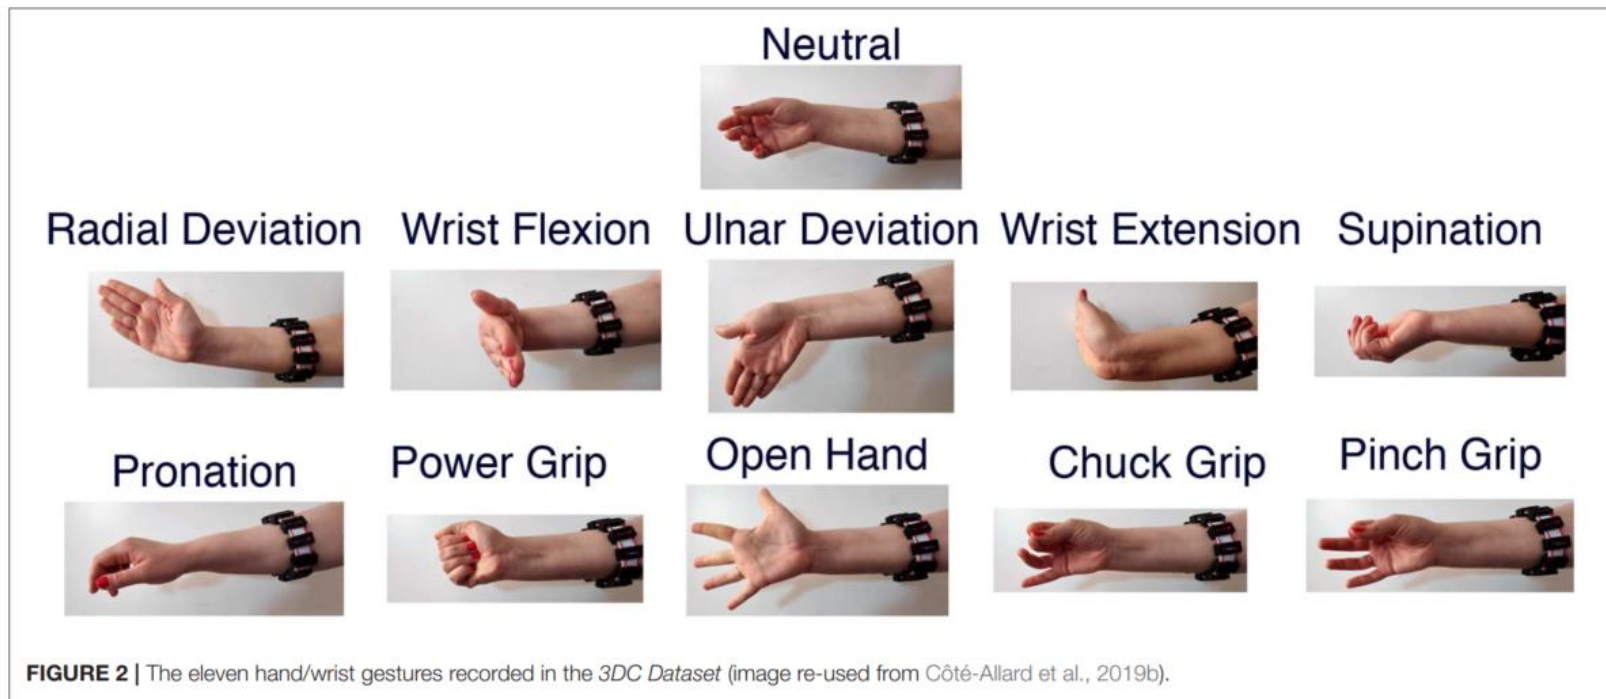 Neutral
Radial Deviation Wrist Flexion Ulnar Deviation Wrist Extension Supination
Pronation Power Grip Open Hand Chuck Grip Pinch Grip
FIGURE 2 | The eleven hand/wrist gestures recorded in the 3DC Dataset (image re-used from Côté-Allard et al., 2019b).